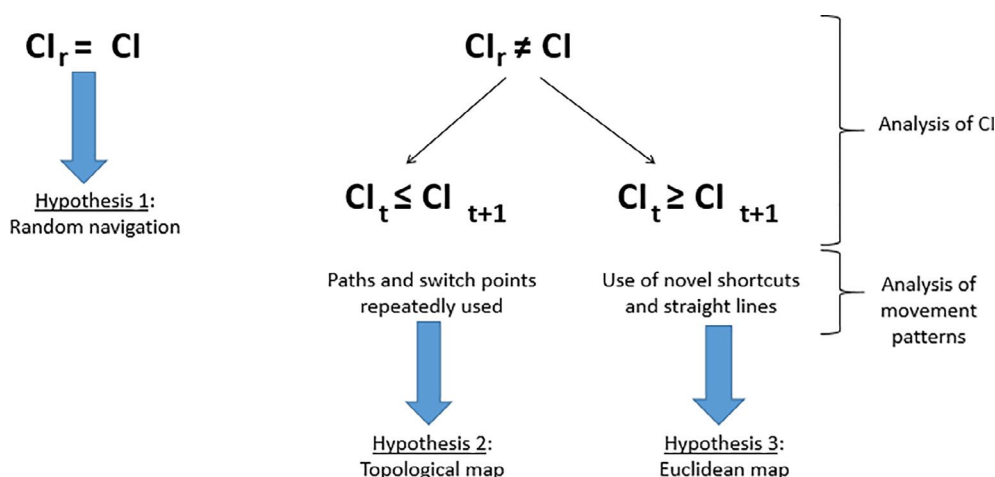 CIr = CI
Hypothesis 1:
Random navigation
CIr ≠ CI
CIt ≤ CI t+1
Paths and switch points
repeatedly used
Hypothesis 2:
Topological map
CIt ≥ CI t+1
Use of novel shortcuts
and straight lines
Hypothesis 3:
Euclidean map
Analysis of CI
Analysis of
movement
patterns